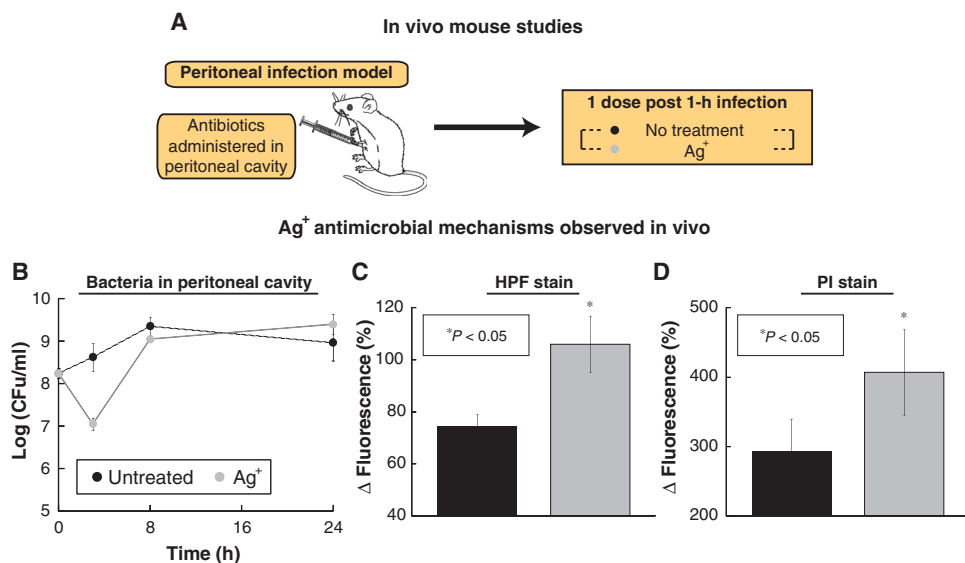 A
In vivo mouse studies
Peritoneal infection model
Antibiotics
administered in
peritoneal cavity
1 dose post 1-h infection
No treatment
Ag⁺
Ag⁺ antimicrobial mechanisms observed in vivo
B
Bacteria in peritoneal cavity
Log (CFu/ml)
10
9
8
7
6
5
Untreated
Ag⁺
0
8
16
24
Time (h)
C
HPF stain
Δ Fluorescence (%)
120
100
80
60
40
*P < 0.05
*
D
PI stain
Δ Fluorescence (%)
500
400
300
200
*P < 0.05
*